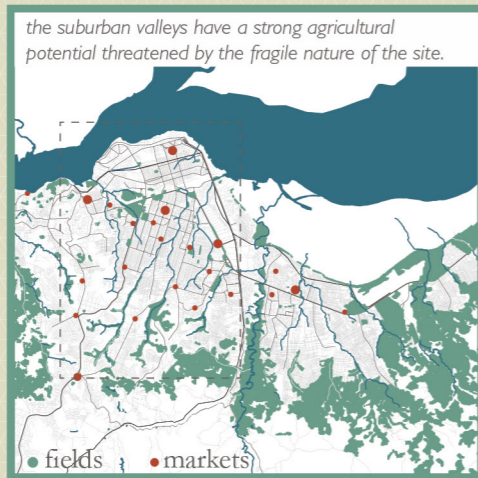 the suburban valleys have a strong agricultural
potential threatened by the fragile nature of the site.
fields markets